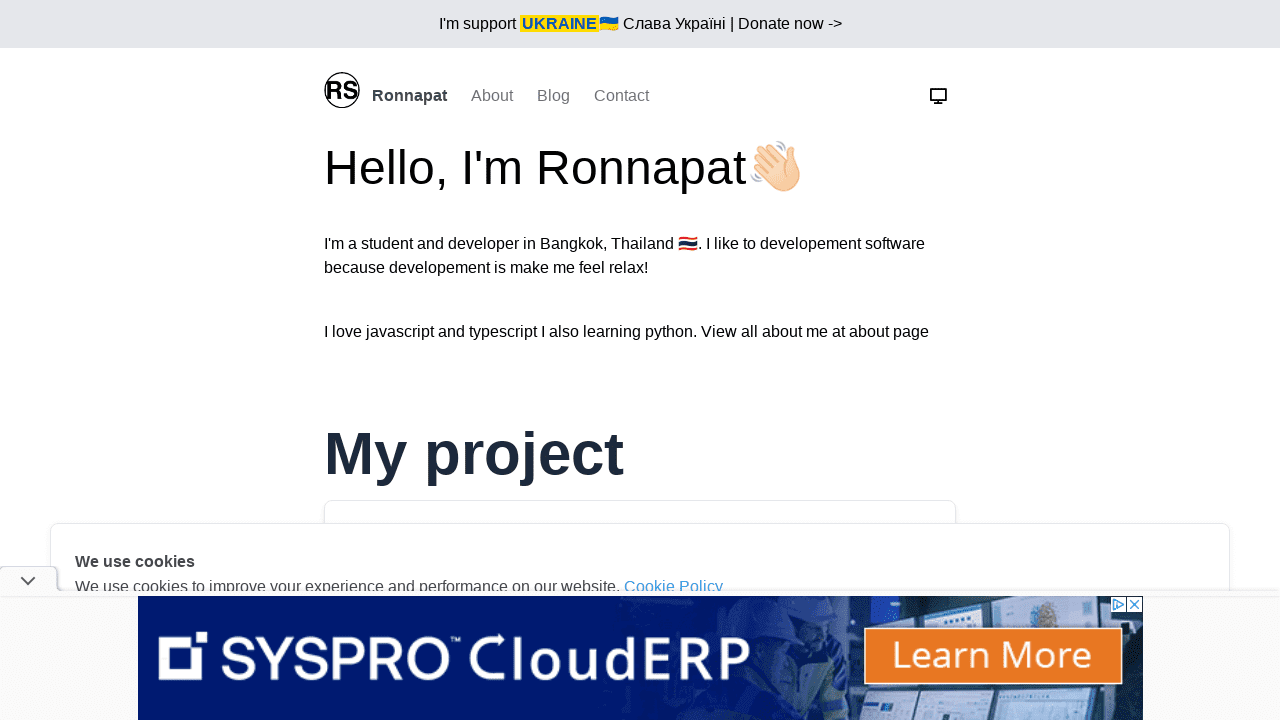 I'm support UKRAINE🇺🇦 Слава Україні | Donate now ->
RS Ronnapat About Blog Contact
Hello, I'm Ronnapat👋🏻
I'm a student and developer in Bangkok, Thailand 🇹🇭. I like to developement software
because developement is make me feel relax!
I love javascript and typescript I also learning python. View all about me at about page
My project
We use cookies
We use cookies to improve your experience and performance on our website. Cookie Policy
SYSPRO™ CloudERP
Learn More